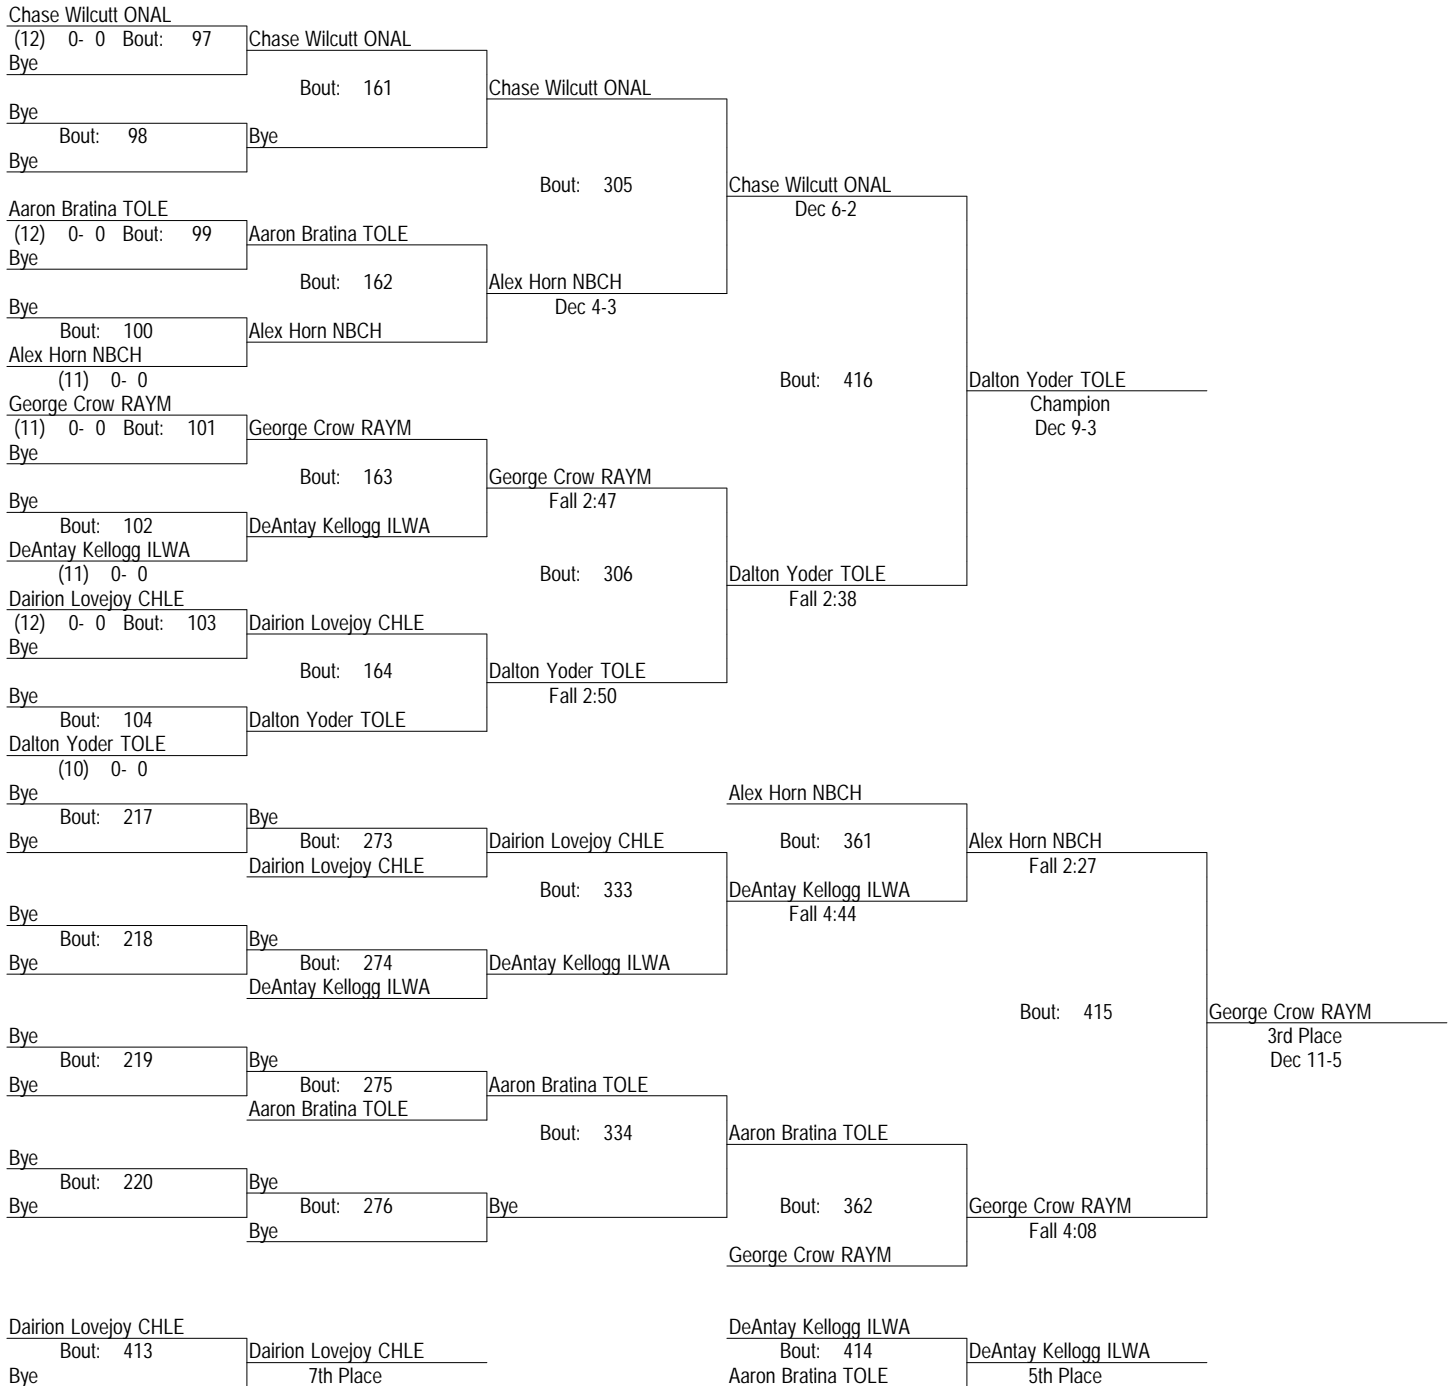 Chase Wilcutt ONAL
(12) 0- 0 Bout: 97 Chase Wilcutt ONAL
Bye
Bout: 161 Chase Wilcutt ONAL
Bye
Bout: 98 Bye
Bye
Bout: 305 Chase Wilcutt ONAL
Aaron Bratina TOLE Dec 6-2
(12) 0- 0 Bout: 99 Aaron Bratina TOLE
Bye
Bout: 162 Alex Horn NBCH
Bye Dec 4-3
Bout: 100 Alex Horn NBCH
Alex Horn NBCH
(11) 0- 0 Bout: 416 Dalton Yoder TOLE
George Crow RAYM Champion
(11) 0- 0 Bout: 101 George Crow RAYM Dec 9-3
Bye
Bout: 163 George Crow RAYM
Bye Fall 2:47
Bout: 102 DeAntay Kellogg ILWA
DeAntay Kellogg ILWA
(11) 0- 0 Bout: 306 Dalton Yoder TOLE
Dairion Lovejoy CHLE Fall 2:38
(12) 0- 0 Bout: 103 Dairion Lovejoy CHLE
Bye
Bout: 164 Dalton Yoder TOLE
Bye Fall 2:50
Bout: 104 Dalton Yoder TOLE
Dalton Yoder TOLE
(10) 0- 0
Bye Alex Horn NBCH
Bout: 217 Bye
Bye Bout: 273 Dairion Lovejoy CHLE Bout: 361 Alex Horn NBCH
Dairion Lovejoy CHLE Fall 2:27
Bout: 333 DeAntay Kellogg ILWA
Bye Fall 4:44
Bout: 218 Bye
Bye Bout: 274 DeAntay Kellogg ILWA
DeAntay Kellogg ILWA
Bout: 415 George Crow RAYM
Bye 3rd Place
Bout: 219 Bye Dec 11-5
Bye Bout: 275 Aaron Bratina TOLE
Aaron Bratina TOLE
Bout: 334 Aaron Bratina TOLE
Bye
Bout: 220 Bye
Bye Bout: 276 Bye Bout: 362 George Crow RAYM
Bye Fall 4:08
George Crow RAYM
Dairion Lovejoy CHLE DeAntay Kellogg ILWA
Bout: 413 Dairion Lovejoy CHLE Bout: 414 DeAntay Kellogg ILWA
Bye 7th Place Aaron Bratina TOLE 5th Place